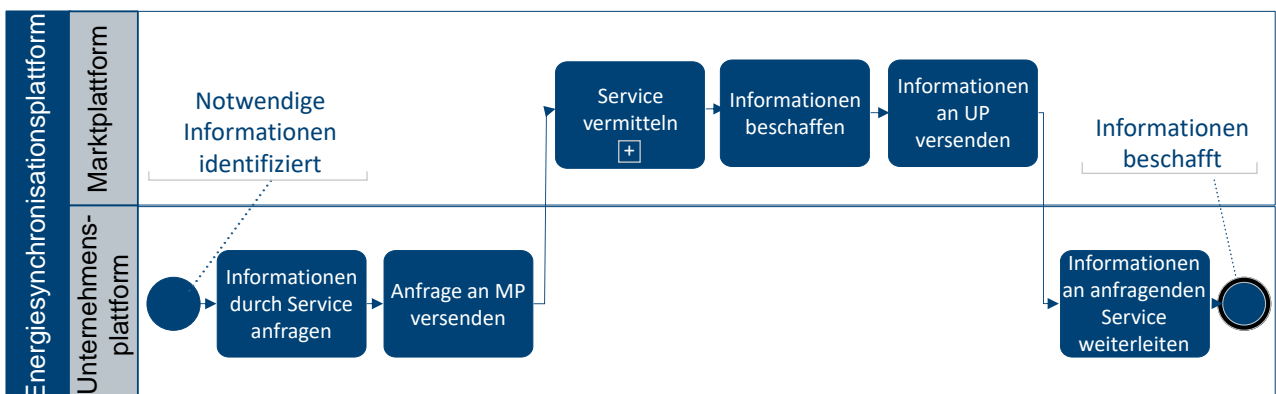 Energiesynchronisationsplattform
Marktplattform
Notwendige
Informationen
identifiziert
Service
vermitteln
+
Informationen
beschaffen
Informationen
an UP
versenden
Informationen
beschafft
Unternehmens-
plattform
Informationen
durch Service
anfragen
Anfrage an MP
versenden
Informationen
an anfragenden
Service
weiterleiten